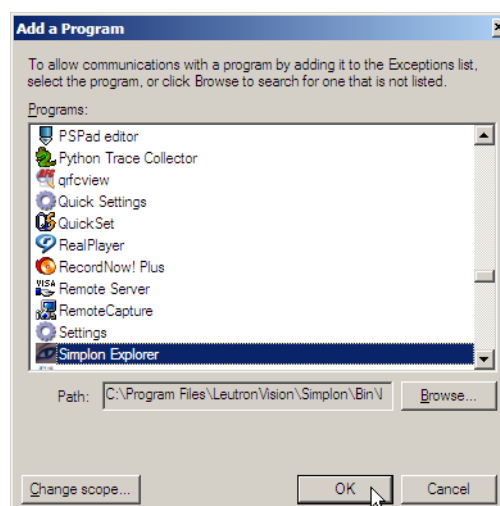 Add a Program
To allow communications with a program by adding it to the Exceptions list,
select the program, or click Browse to search for one that is not listed.
Programs:
PSPad editor
Python Trace Collector
qrfcview
Quick Settings
QuickSet
RealPlayer
RecordNow! Plus
Remote Server
RemoteCapture
Settings
Simplon Explorer
Path: C:\Program Files\LeutronVision\Simplon\Bin\ Browse...
Change scope... OK Cancel